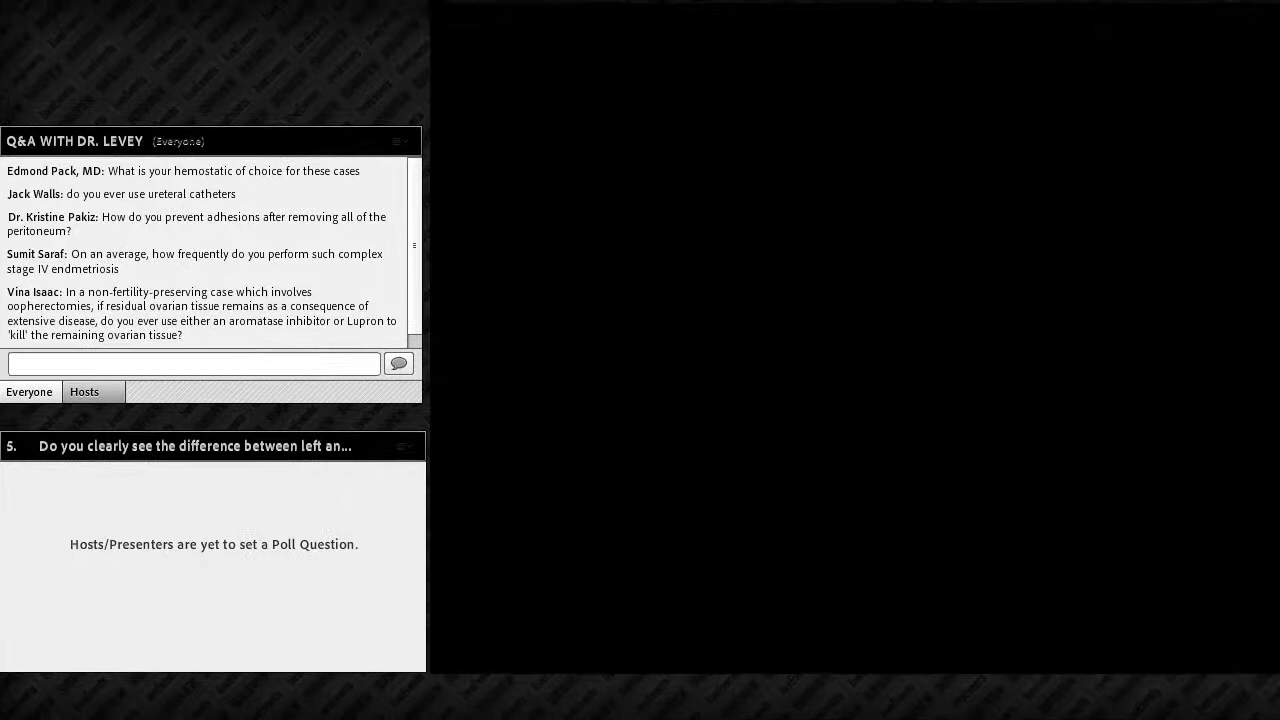 Q&A WITH DR. LEVEY (Everyone)
Edmond Pack, MD: What is your hemostatic of choice for these cases
Jack Walls: do you ever use ureteral catheters
Dr. Kristine Pakiz: How do you prevent adhesions after removing all of the
peritoneum?
Sumit Saraf: On an average, how frequently do you perform such complex
stage IV endmetriosis
Vina Isaac: In a non-fertility-preserving case which involves
oopherectomies, if residual ovarian tissue remains as a consequence of
extensive disease, do you ever use either an aromatase inhibitor or Lupron to
'kill' the remaining ovarian tissue?
Everyone Hosts
5. Do you clearly see the difference between left an...
Hosts/Presenters are yet to set a Poll Question.